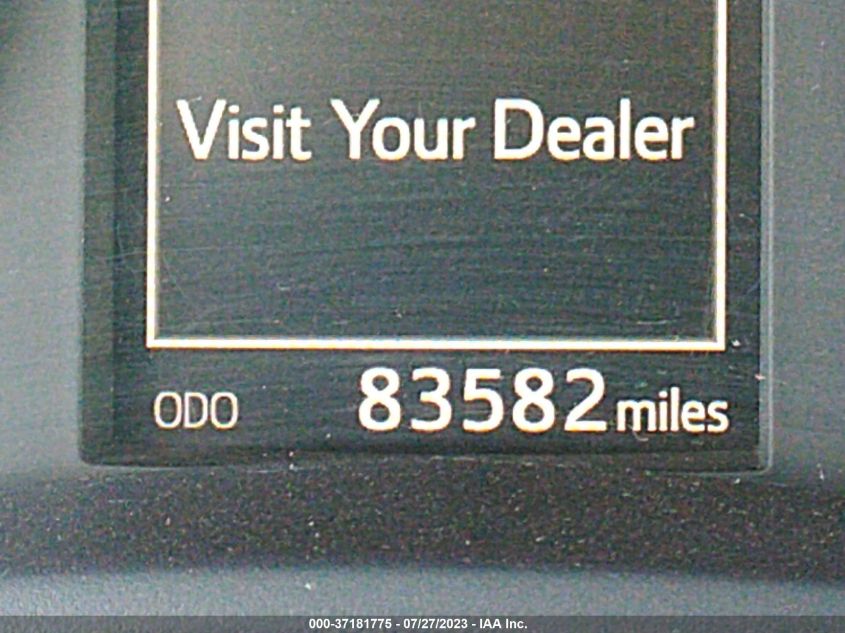 Visit Your Dealer
ODO 83582 miles
000-37181775 - 07/27/2023 - IAA Inc.